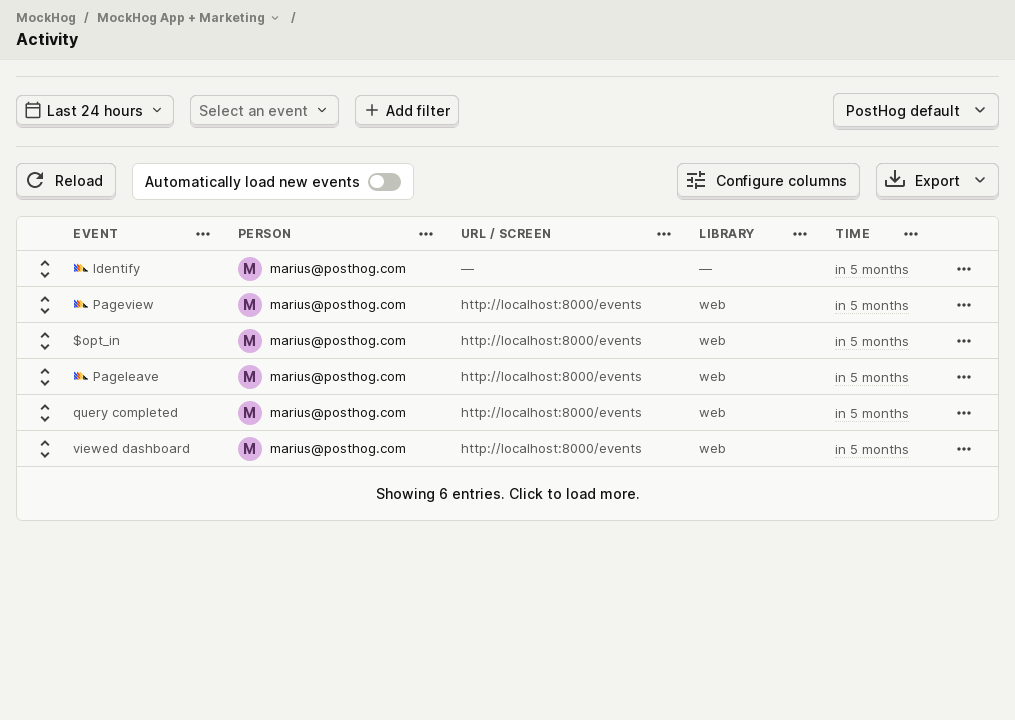 MockHog / MockHog App + Marketing /
Activity
Last 24 hours Select an event Add filter PostHog default
Reload Automatically load new events Configure columns Export
EVENT PERSON URL / SCREEN LIBRARY TIME
Identify M marius@posthog.com — — in 5 months
Pageview M marius@posthog.com http://localhost:8000/events web in 5 months
$opt_in M marius@posthog.com http://localhost:8000/events web in 5 months
Pageleave M marius@posthog.com http://localhost:8000/events web in 5 months
query completed M marius@posthog.com http://localhost:8000/events web in 5 months
viewed dashboard M marius@posthog.com http://localhost:8000/events web in 5 months
Showing 6 entries. Click to load more.